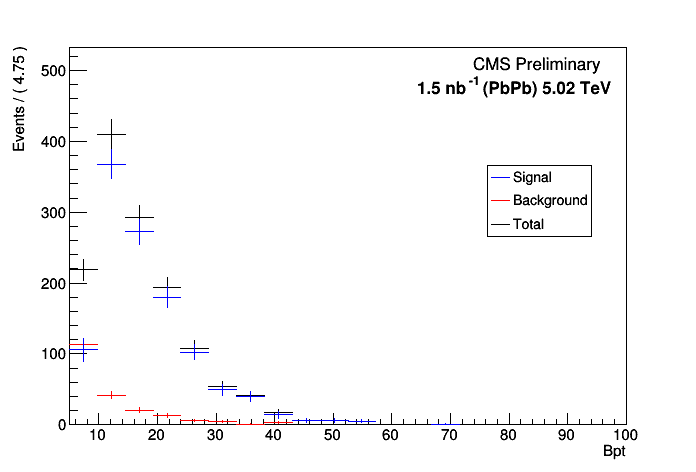 CMS Preliminary
1.5 nb-1 (PbPb) 5.02 TeV
Events / ( 4.75 )
500
400
300
200
100
0
Signal
Background
Total
10 20 30 40 50 60 70 80 90 100
Bpt